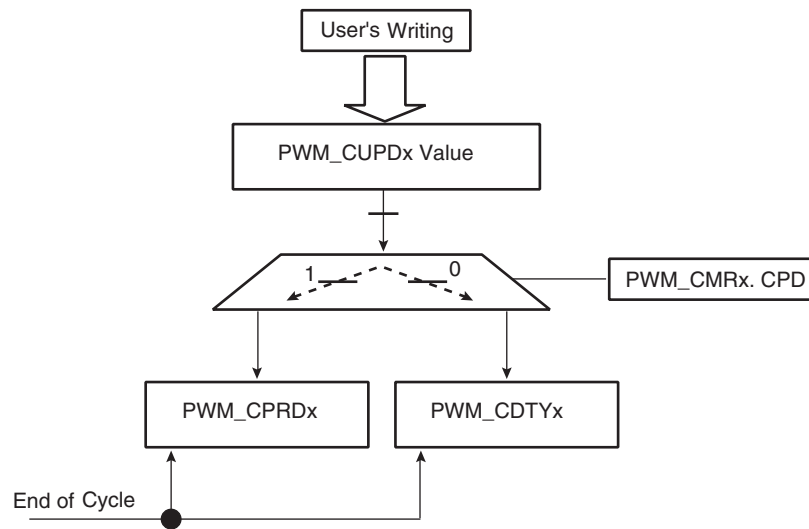 User's Writing
PWM_CUPDx Value
1
0
PWM_CMRx. CPD
PWM_CPRDx
PWM_CDTYx
End of Cycle